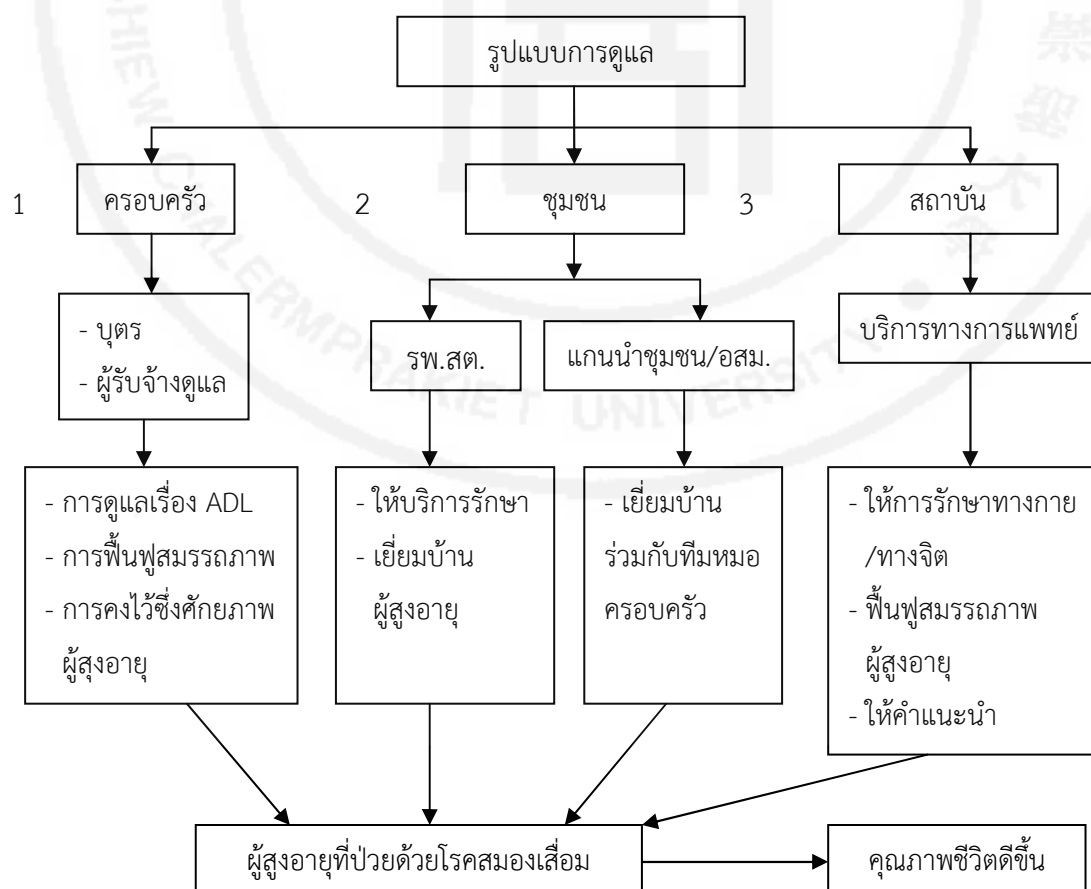 รูปแบบการดูแล
1
ครอบครัว
2
ชุมชน
3
สถาบัน
- บุตร
- ผู้รับจ้างดูแล
รพ.สต.
แกนนำชุมชน/อสม.
บริการทางการแพทย์
- การดูแลเรื่อง ADL
- การฟื้นฟูสมรรถภาพ
- การคงไว้ซึ่งศักยภาพ
ผู้สุงอายุ
- ให้บริการรักษา
- เยี่ยมบ้าน
ผู้สูงอายุ
- เยี่ยมบ้าน
ร่วมกับทีมหมอ
ครอบครัว
- ให้การรักษาทางกาย
/ทางจิต
- ฟื้นฟูสมรรถภาพ
ผู้สูงอายุ
- ให้คำแนะนำ
ผู้สูงอายุที่ป่วยด้วยโรคสมองเสื่อม
คุณภาพชีวิตดีขึ้น
HIEW CHALERMPRAKIET UNIVERSITY